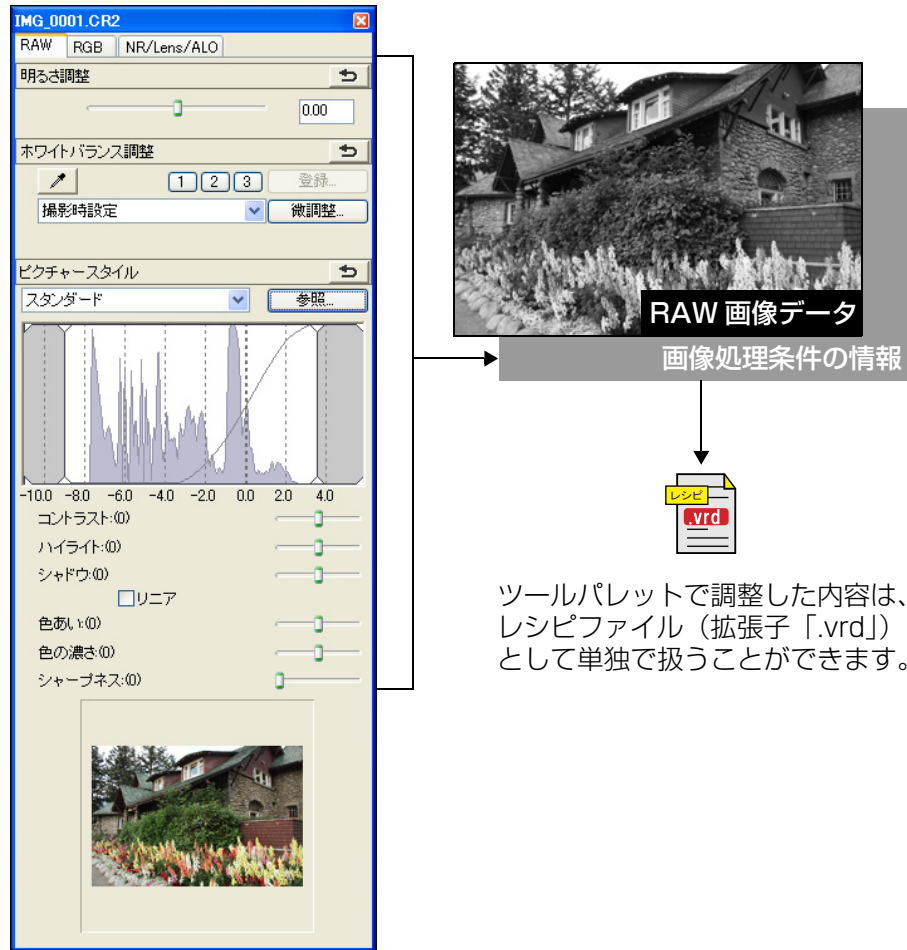 IMG_0001.CR2
RAW RGB NR/Lens/ALO
明るさ調整
0.00
ホワイトバランス調整
1 2 3 登録...
撮影時設定 微調整...
ピクチャースタイル
スタンダード 参照...
-10.0 -8.0 -6.0 -4.0 -2.0 0.0 2.0 4.0
コントラスト:(0)
ハイライト:(0)
シャドウ:(0)
リニア
色あい:(0)
色の濃さ:(0)
シャープネス:(0)
RAW 画像データ
画像処理条件の情報
レシピ
.vrd
ツールパレットで調整した内容は、
レシピファイル（拡張子「.vrd」）
として単独で扱うことができます。